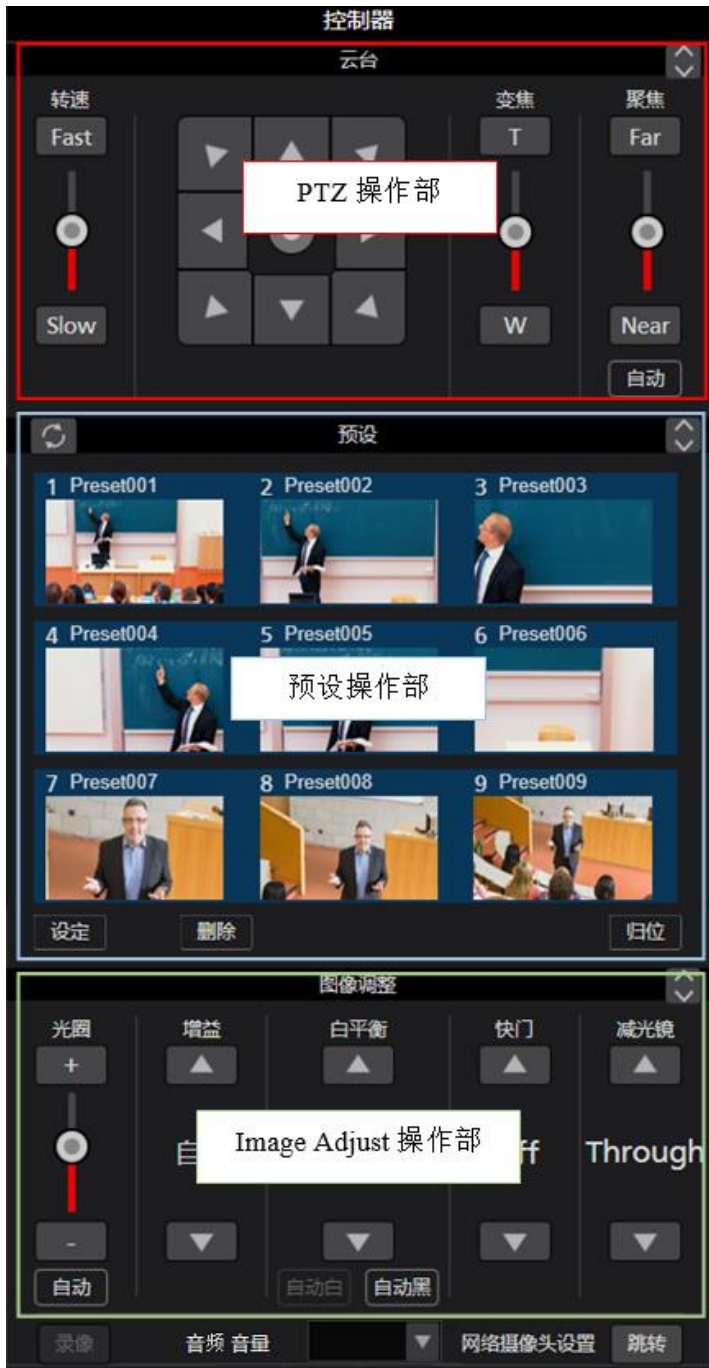 控制器
云台
转速 变焦 聚焦
Fast T Far
PTZ 操作部
Slow W Near
自动
预设
1 Preset001 2 Preset002 3 Preset003
4 Preset004 5 Preset005 6 Preset006
预设操作部
7 Preset007 8 Preset008 9 Preset009
设定 删除 归位
图像调整
光圈 增益 白平衡 快门 减光镜
+
Image Adjust 操作部
Through
-
自动 自动白 自动黑
录像 音频 音量 网络摄像头设置 跳转